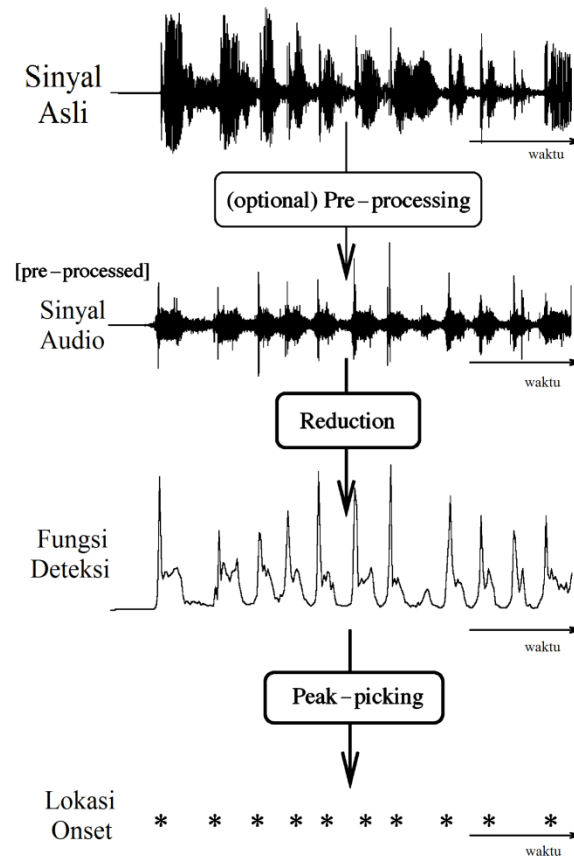 Sinyal
Asli
waktu
(optional) Pre-processing
[pre-processed]
Sinyal
Audio
waktu
Reduction
Fungsi
Deteksi
waktu
Peak-picking
Lokasi
Onset
* * * * * * * * *
waktu